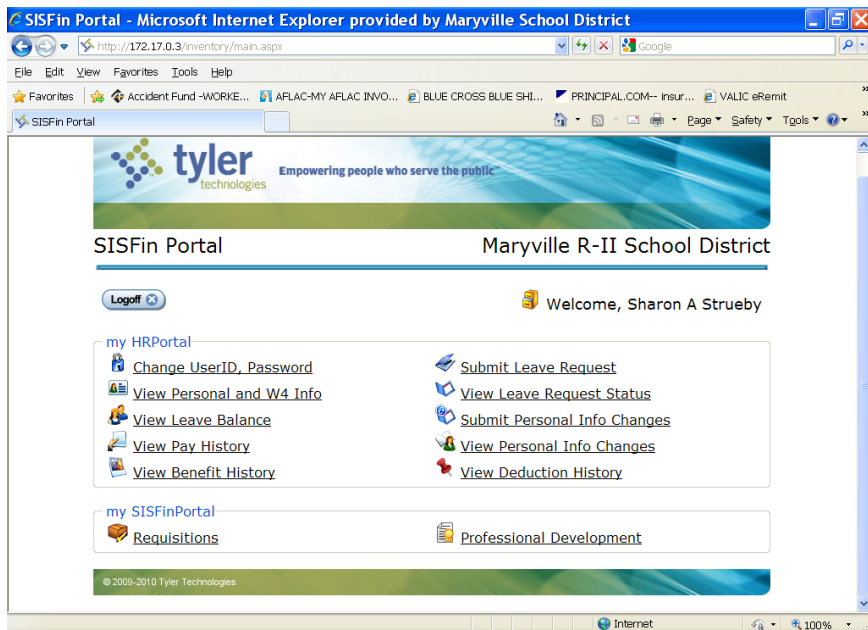 SISFin Portal - Microsoft Internet Explorer provided by Maryville School District
http://172.17.0.3/inventory/main.aspx
Google
File Edit View Favorites Tools Help
Favorites Accident Fund -WORKE... AFLAC-MY AFLAC INVO... BLUE CROSS BLUE SHI... PRINCIPAL.COM-- insur... VALIC eRemit
SISFin Portal Page Safety Tools
tyler
technologies
Empowering people who serve the public
SISFin Portal Maryville R-II School District
Logoff Welcome, Sharon A Strueby
my HRPortal
Change UserID, Password Submit Leave Request
View Personal and W4 Info View Leave Request Status
View Leave Balance Submit Personal Info Changes
View Pay History View Personal Info Changes
View Benefit History View Deduction History
my SISFinPortal
Requisitions Professional Development
© 2009-2010 Tyler Technologies
Internet 100%